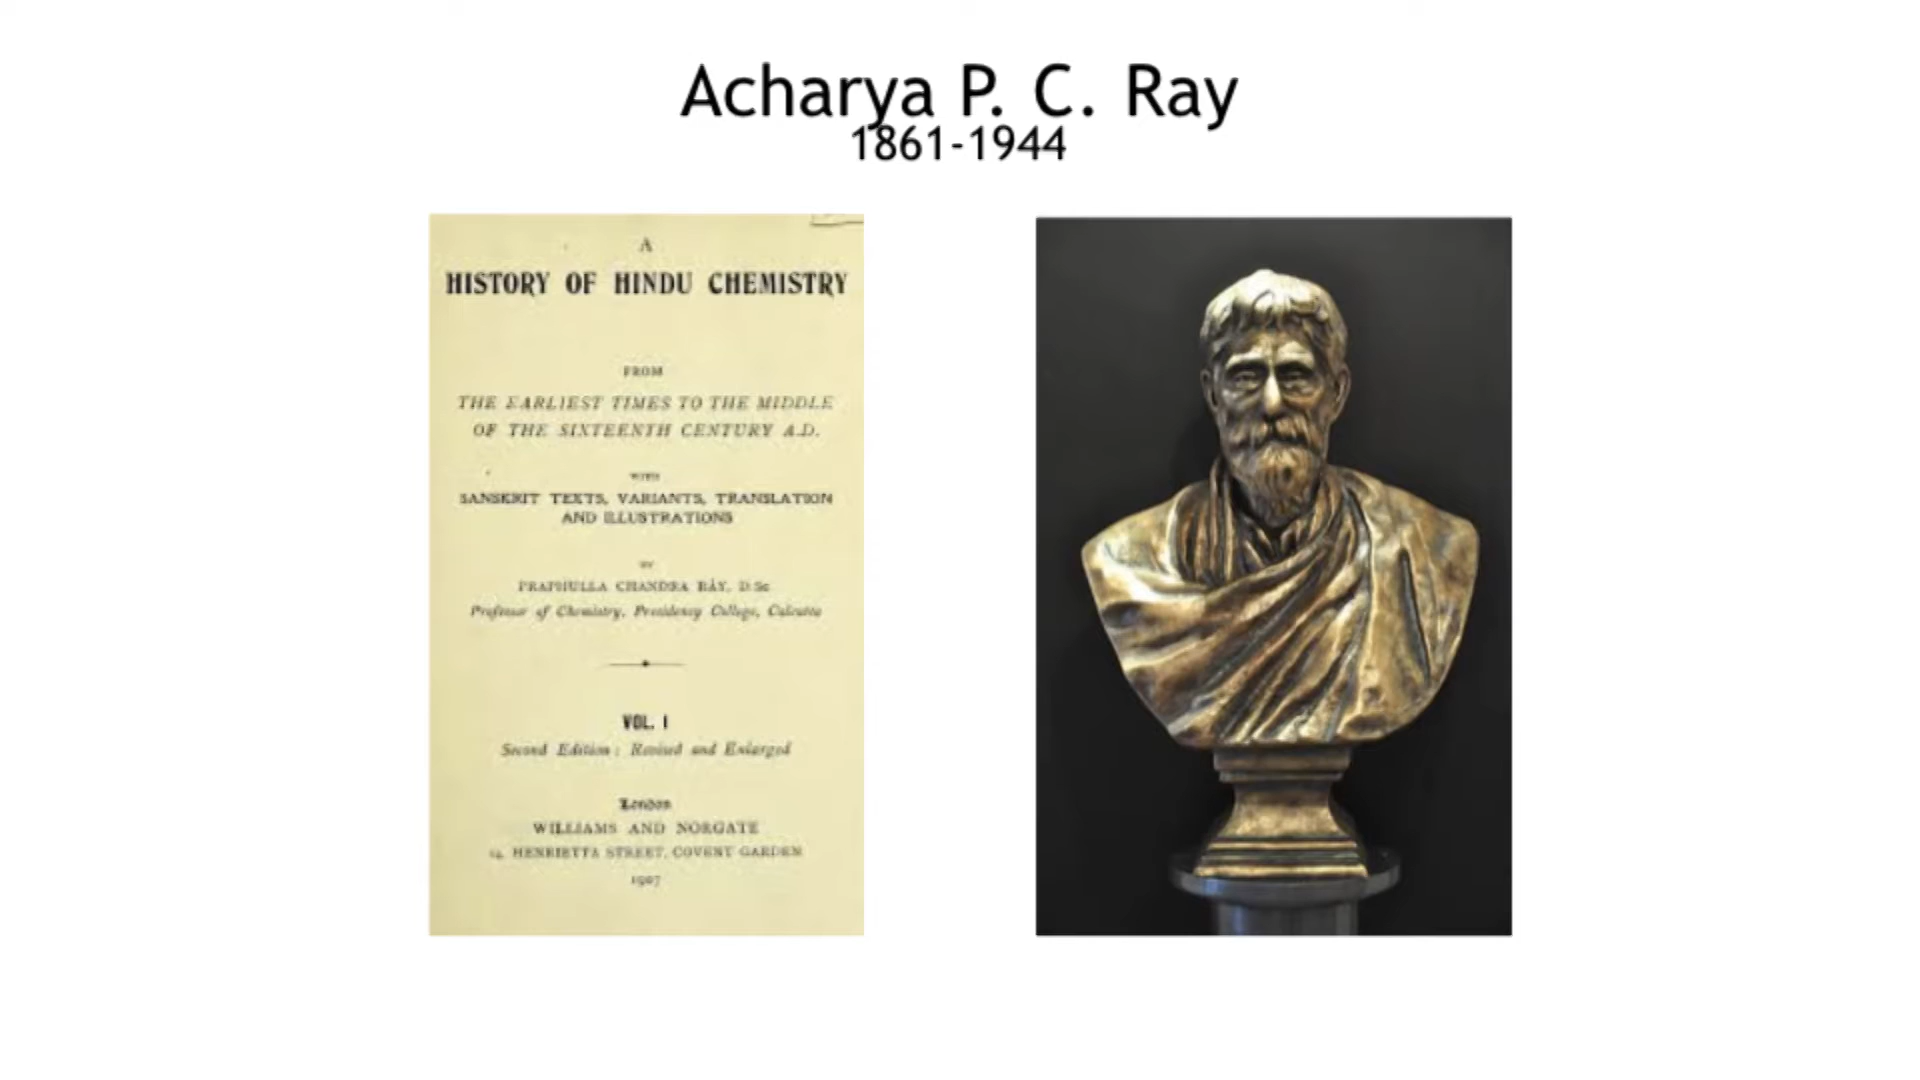 Acharya P. C. Ray
1861-1944
A
HISTORY OF HINDU CHEMISTRY
FROM
THE EARLIEST TIMES TO THE MIDDLE
OF THE SIXTEENTH CENTURY A.D.
WITH
SANSKRIT TEXTS, VARIANTS, TRANSLATION
AND ILLUSTRATIONS
BY
PRAPHULLA CHANDRA RÂY, D.Sc
Professor of Chemistry, Presidency College, Calcutta
VOL. I
Second Edition: Revised and Enlarged
London
WILLIAMS AND NORGATE
14, HENRIETTA STREET, COVENT GARDEN
1907